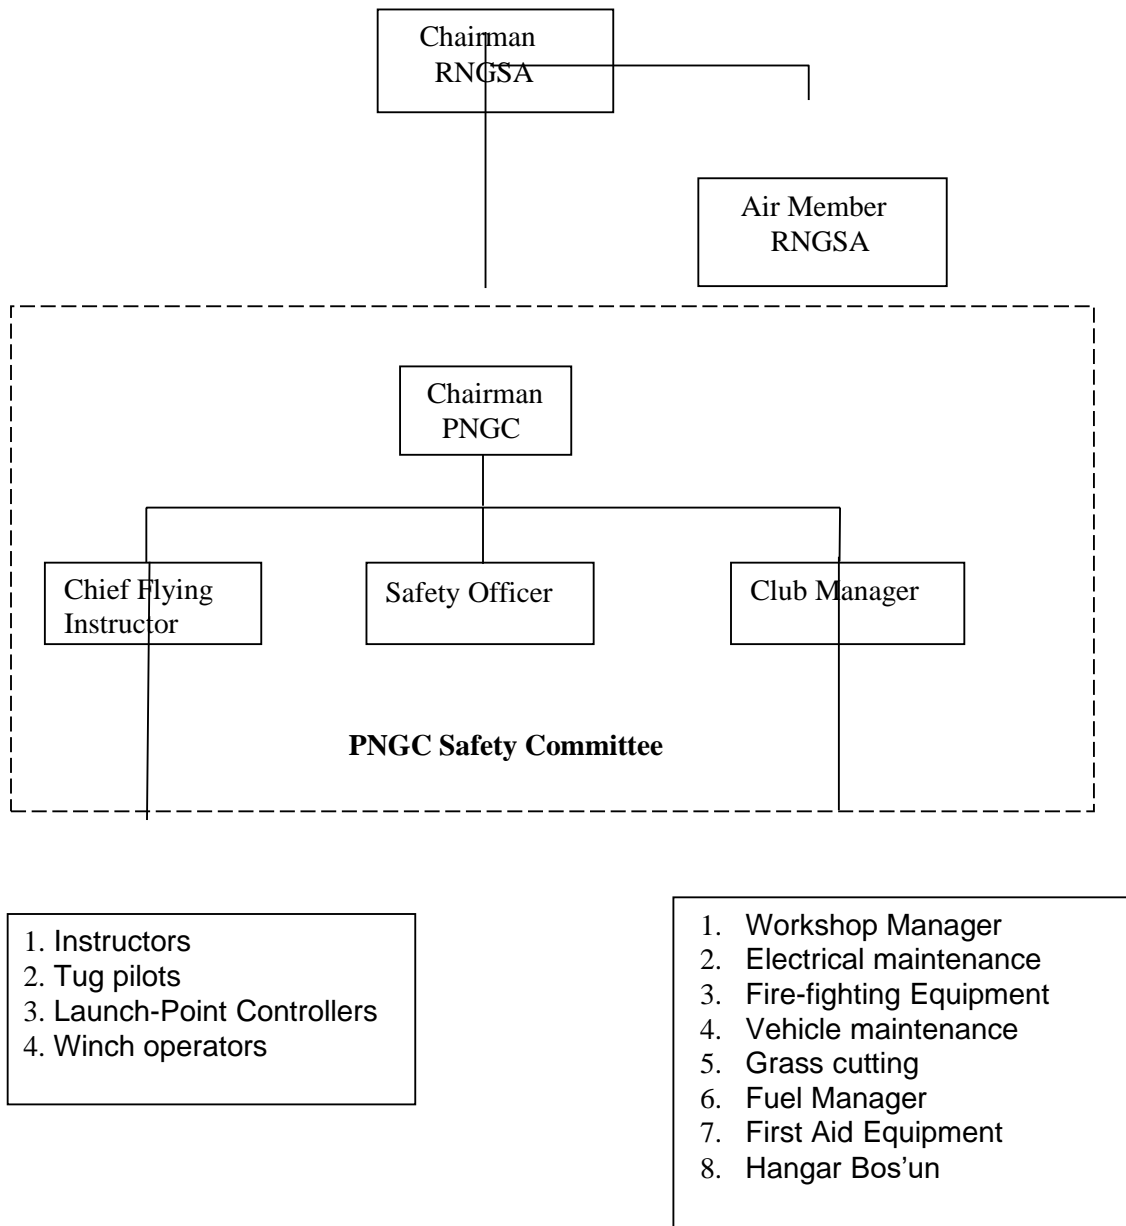 Chairman
RNGSA
Air Member
RNGSA
Chairman
PNGC
Chief Flying
Instructor
Safety Officer
Club Manager
PNGC Safety Committee
1. Instructors
2. Tug pilots
3. Launch-Point Controllers
4. Winch operators
1. Workshop Manager
2. Electrical maintenance
3. Fire-fighting Equipment
4. Vehicle maintenance
5. Grass cutting
6. Fuel Manager
7. First Aid Equipment
8. Hangar Bos’un